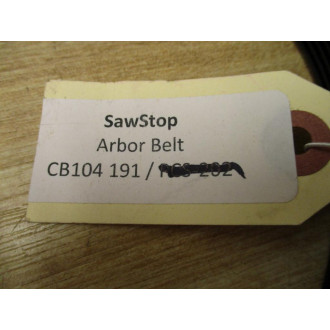 SawStop
Arbor Belt
CB104 191 /